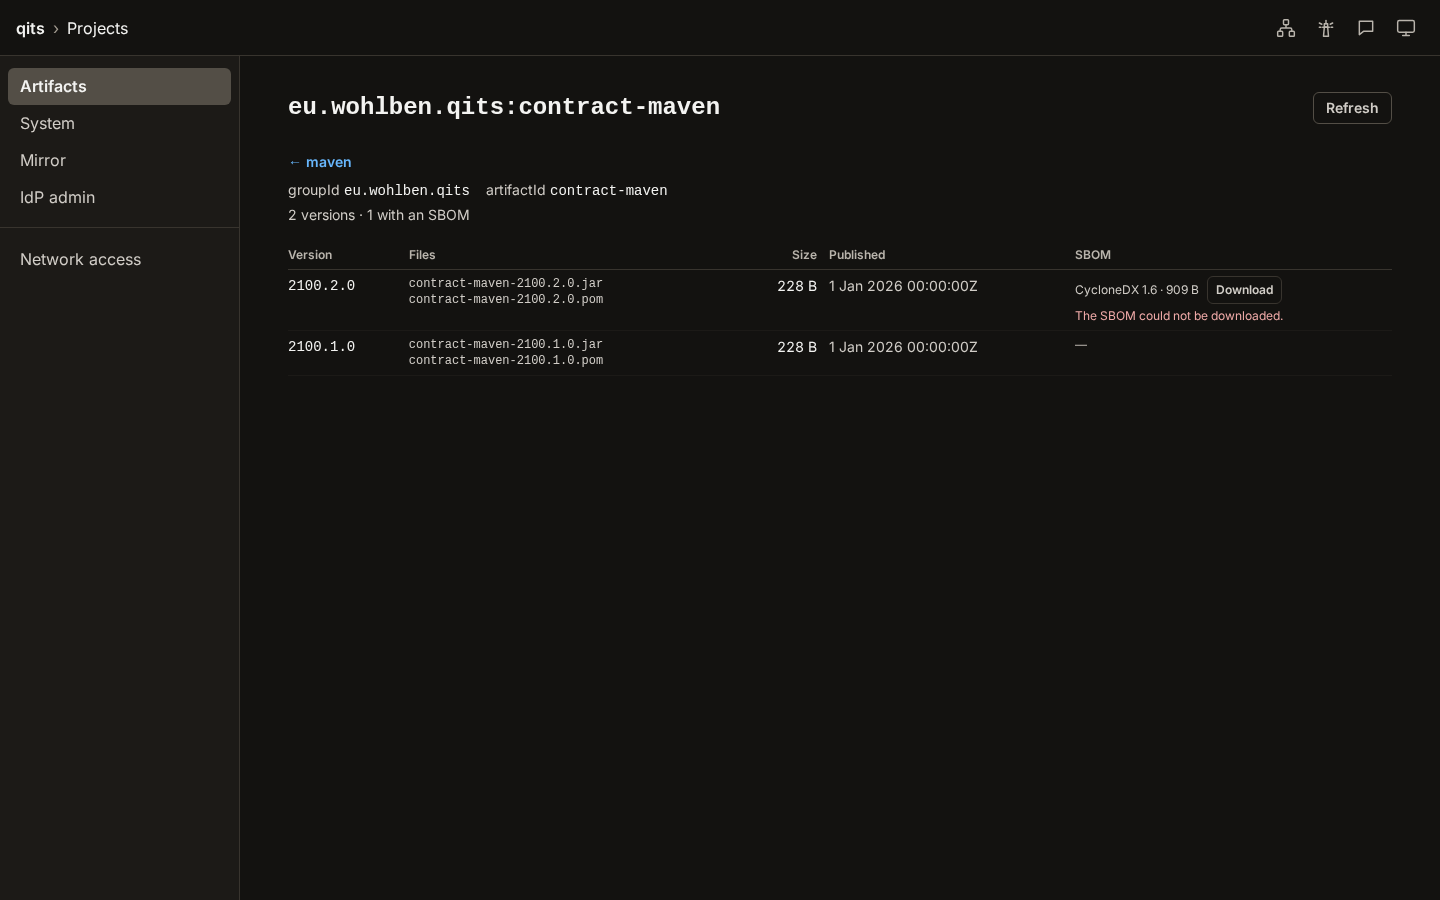 qits › Projects
Artifacts
System
Mirror
IdP admin
Network access
eu.wohlben.qits:contract-maven
Refresh
← maven
groupId eu.wohlben.qits artifactId contract-maven
2 versions · 1 with an SBOM
Version Files Size Published SBOM
2100.2.0 contract-maven-2100.2.0.jar 228 B 1 Jan 2026 00:00:00Z CycloneDX 1.6 · 909 B Download
contract-maven-2100.2.0.pom
The SBOM could not be downloaded.
2100.1.0 contract-maven-2100.1.0.jar 228 B 1 Jan 2026 00:00:00Z —
contract-maven-2100.1.0.pom